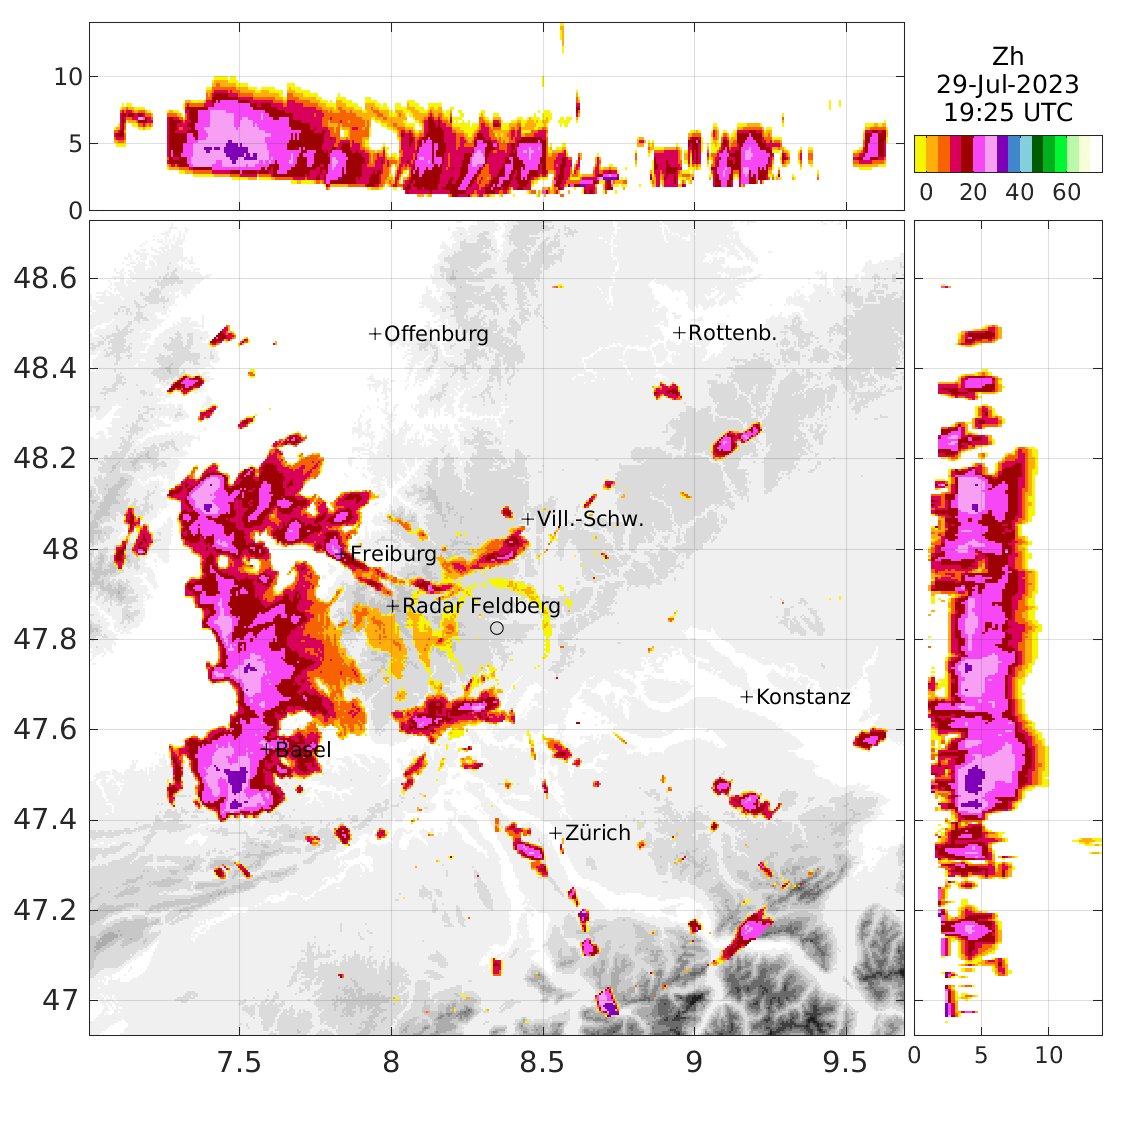 10
5
0
Zh
29-Jul-2023
19:25 UTC
0 20 40 60
48.6
48.4
48.2
48
47.8
47.6
47.4
47.2
47
+Offenburg
+Rottenb.
+Vill.-Schw.
+Freiburg
+Radar Feldberg
+Konstanz
+Basel
+Zürich
7.5 8 8.5 9 9.5
0 5 10